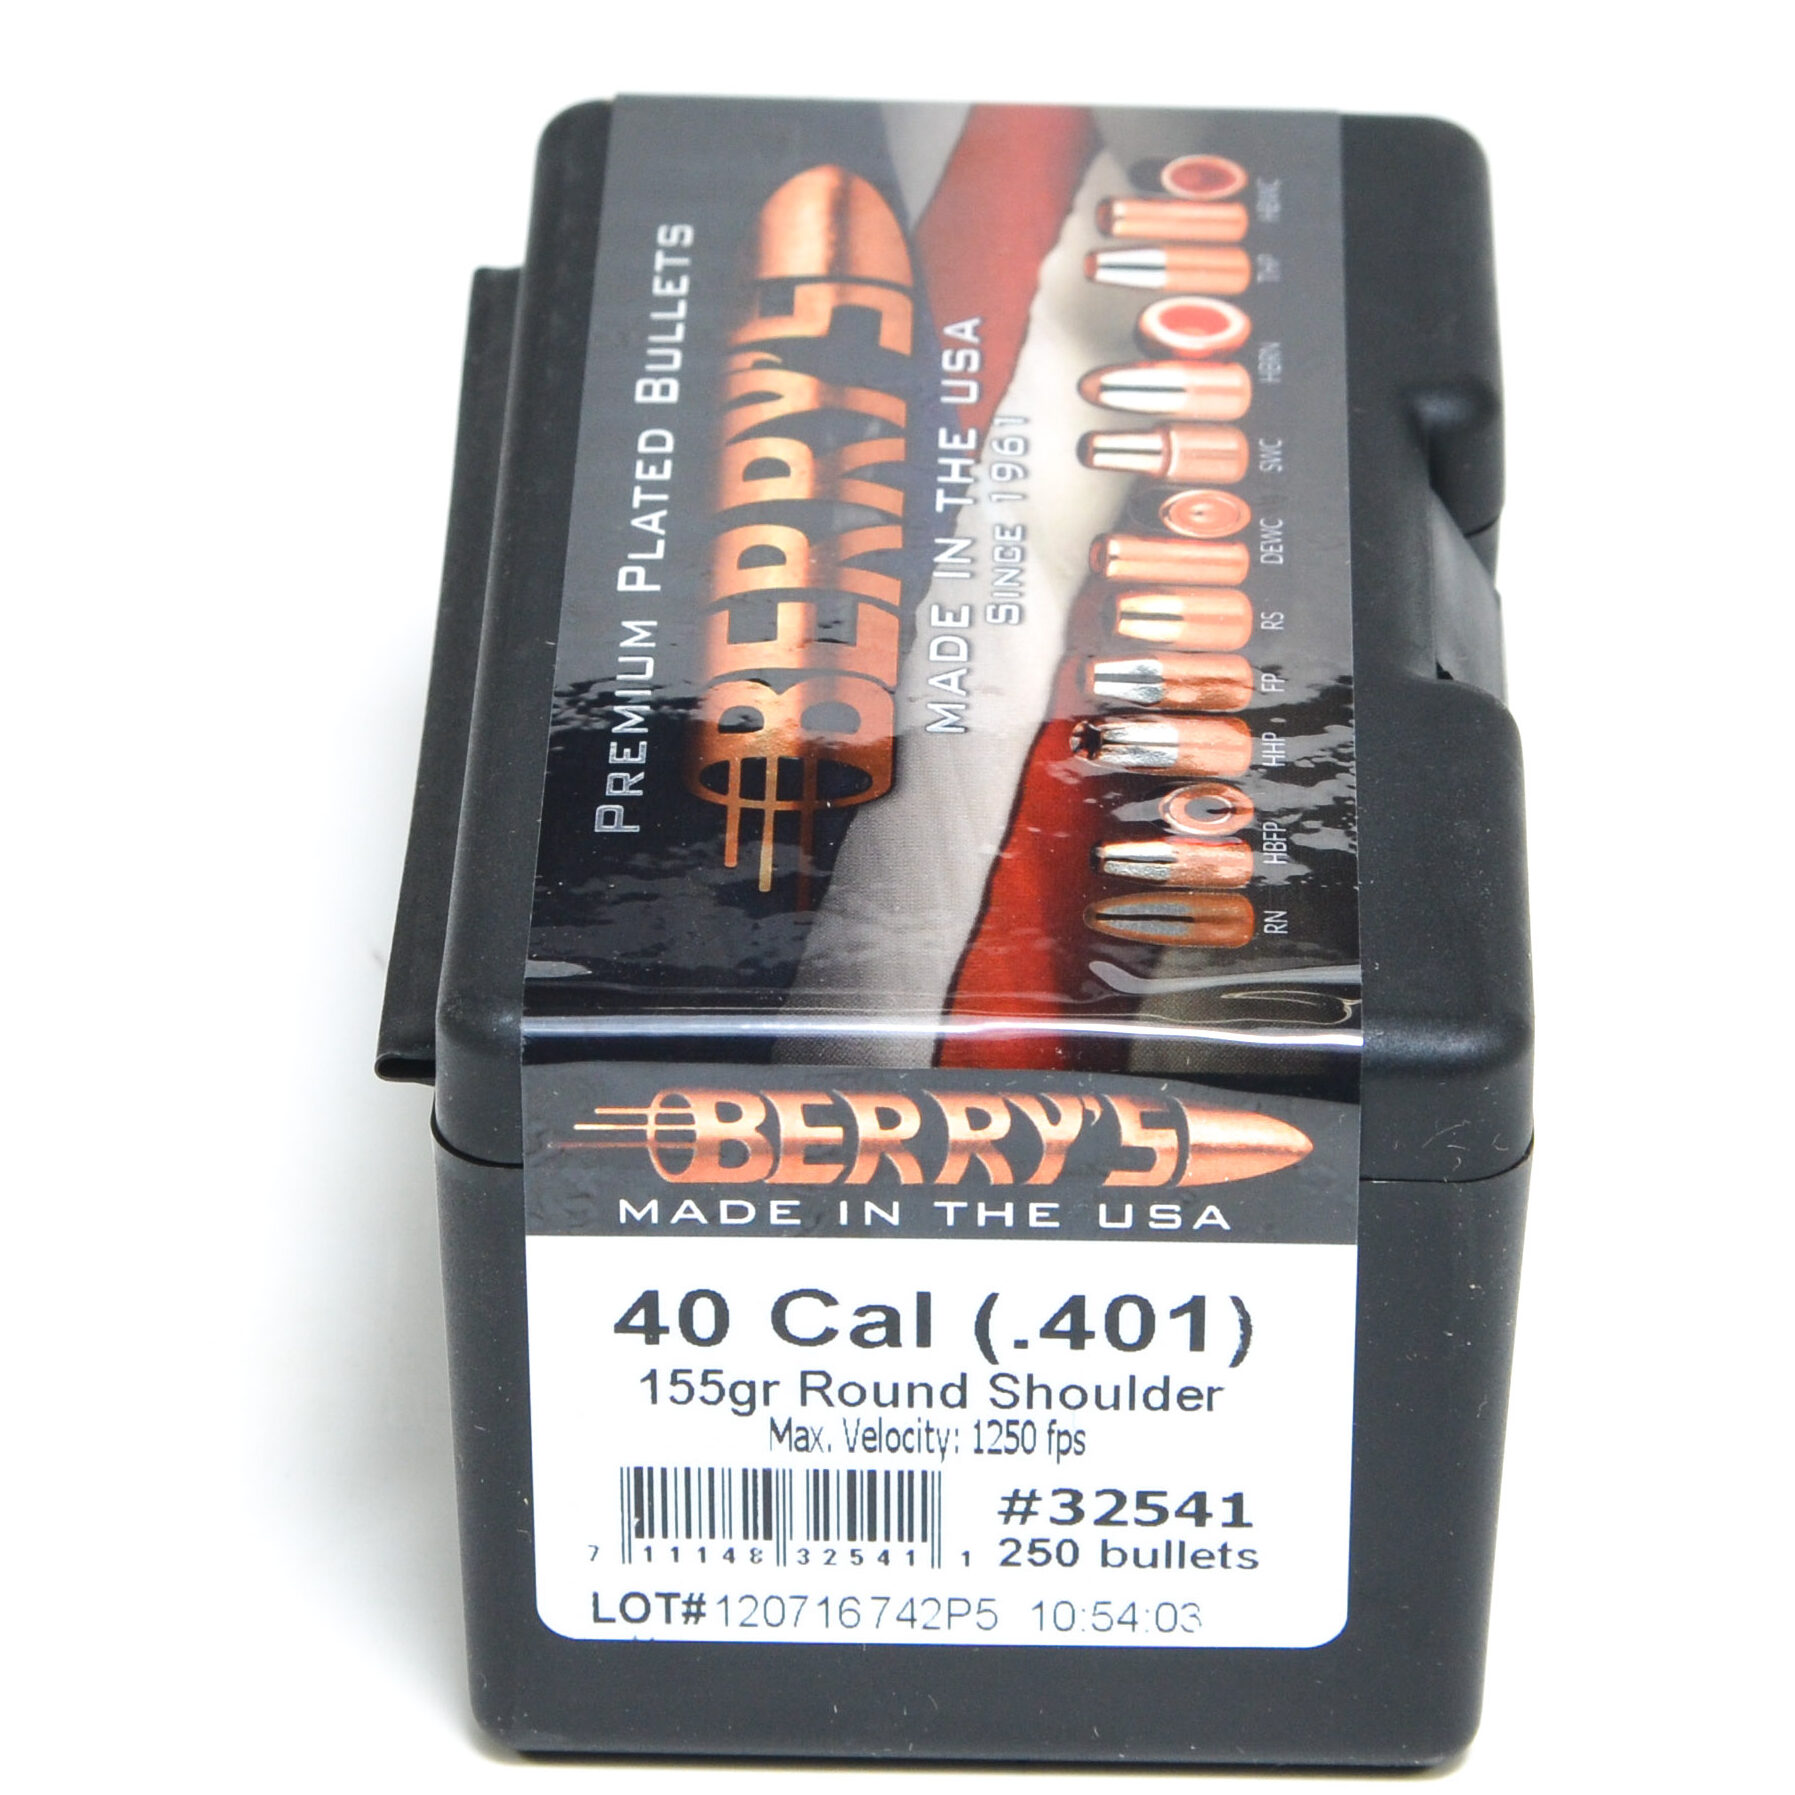 PREMIUM PLATED BULLETS
BERRY'S
MADE IN THE USA
SINCE 1961
RN HBFP HHP FP RS DEWC SWC HBRN TP HBWC
BERRY'S
MADE IN THE USA
40 Cal (.401)
155gr Round Shoulder
Max. Velocity: 1250 fps
#32541
7 11148 32541 1
250 bullets
LOT#120716742P5 10:54:03